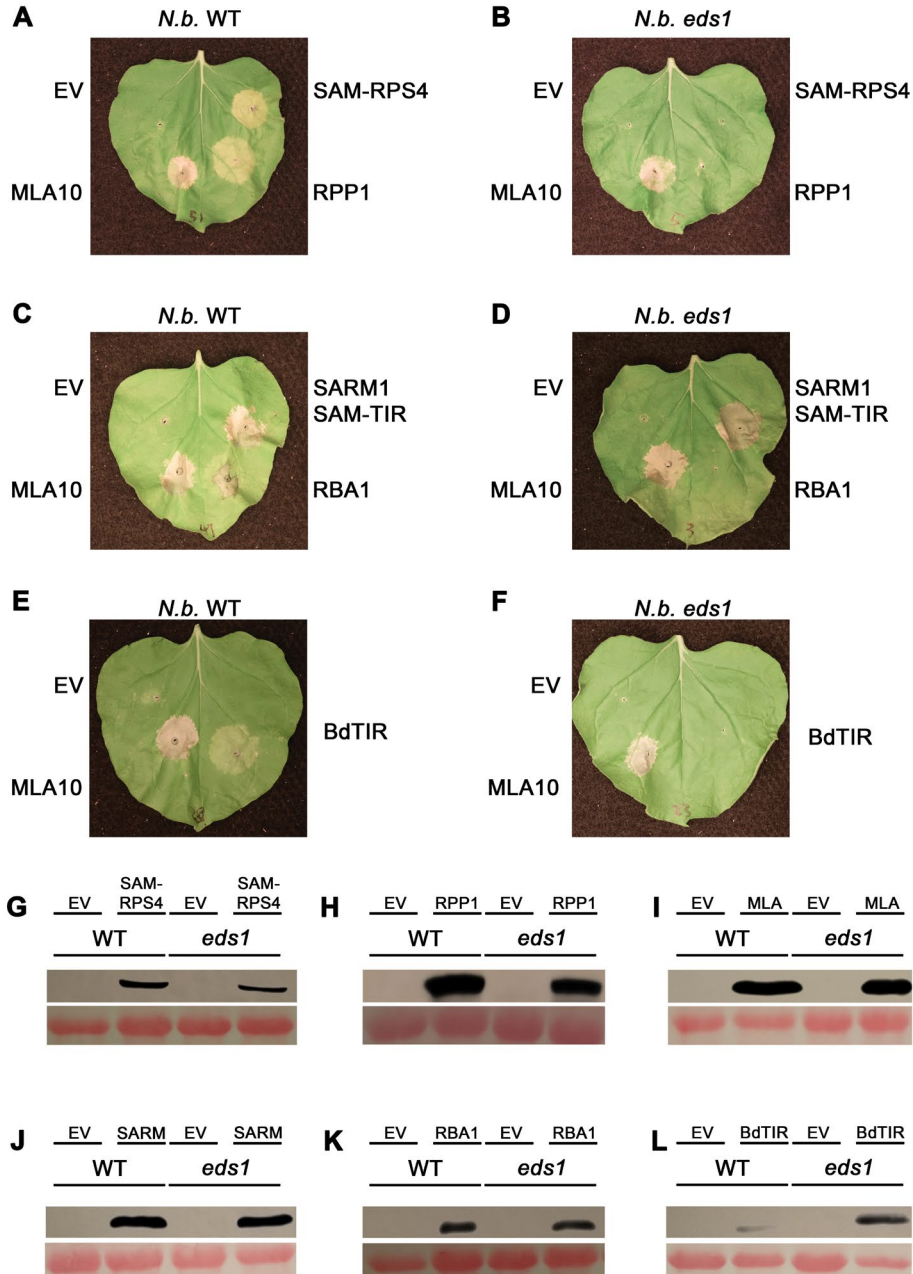 A
N.b. WT
EV
SAM-RPS4
MLA10
RPP1
51
B
N.b. eds1
EV
SAM-RPS4
MLA10
RPP1
C
N.b. WT
EV
SARM1
SAM-TIR
MLA10
RBA1
D
N.b. eds1
EV
SARM1
SAM-TIR
MLA10
RBA1
3
E
N.b. WT
EV
BdTIR
MLA10
F
N.b. eds1
EV
BdTIR
MLA10
G
EV SAM-RPS4 EV SAM-RPS4
WT eds1
H
EV RPP1 EV RPP1
WT eds1
I
EV MLA EV MLA
WT eds1
J
EV SARM EV SARM
WT eds1
K
EV RBA1 EV RBA1
WT eds1
L
EV BdTIR EV BdTIR
WT eds1